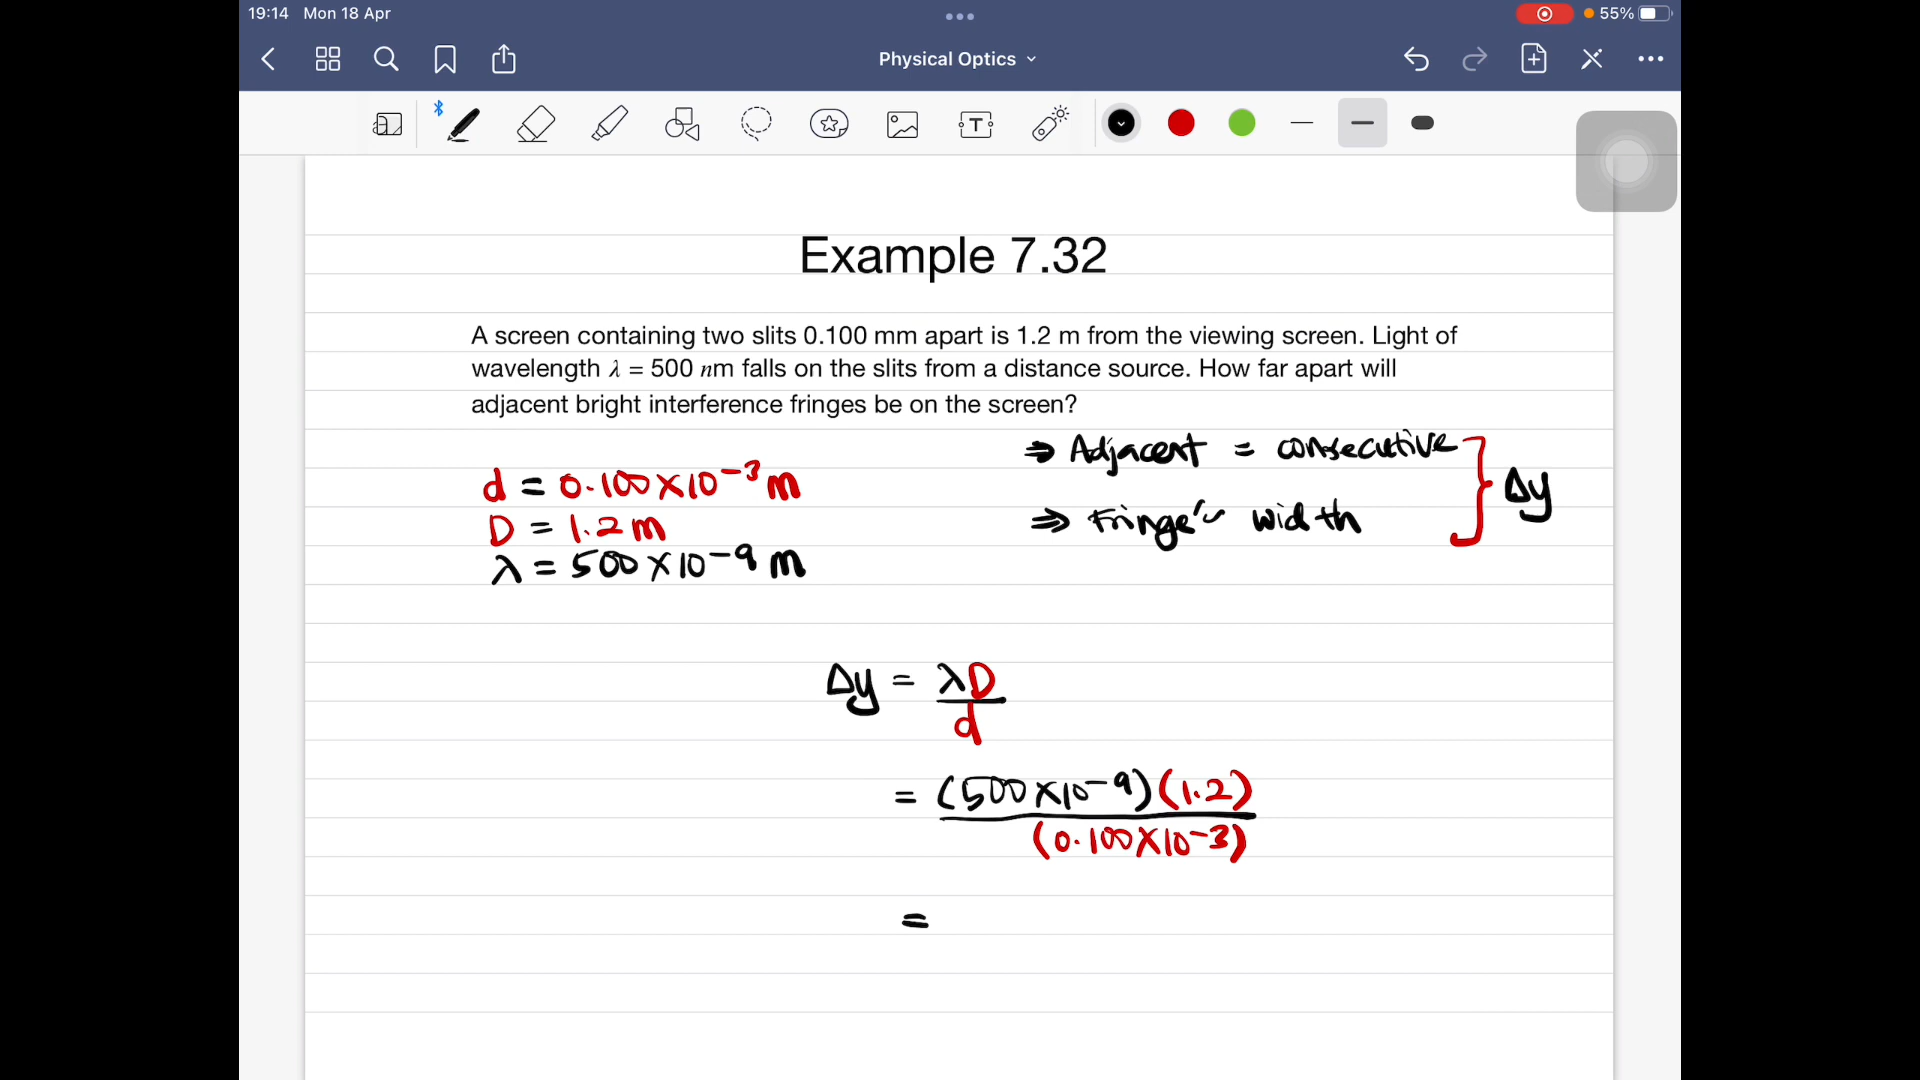 19:14 Mon 18 Apr
55%
Physical Optics
T
Example 7.32
A screen containing two slits 0.100 mm apart is 1.2 m from the viewing screen. Light of
wavelength λ = 500 nm falls on the slits from a distance source. How far apart will
adjacent bright interference fringes be on the screen?
⇒ Adjacent = consecutive
d = 0.100×10⁻³ m
Δy
D = 1.2 m
⇒ Fringe's width
λ = 500×10⁻⁹ m
Δy = λD
d
= (500×10⁻⁹)(1.2)
(0.100×10⁻³)
=